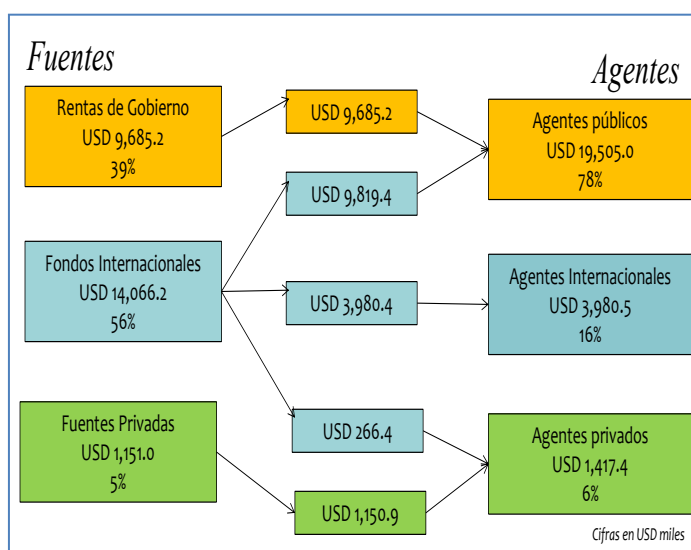 Fuentes
Agentes
Rentas de Gobierno
USD 9,685.2
39%
USD 9,685.2
Agentes públicos
USD 19,505.0
78%
USD 9,819.4
Fondos Internacionales
USD 14,066.2
56%
USD 3,980.4
Agentes Internacionales
USD 3,980.5
16%
Fuentes Privadas
USD 1,151.0
5%
USD 266.4
Agentes privados
USD 1,417.4
6%
USD 1,150.9
Cifras en USD miles